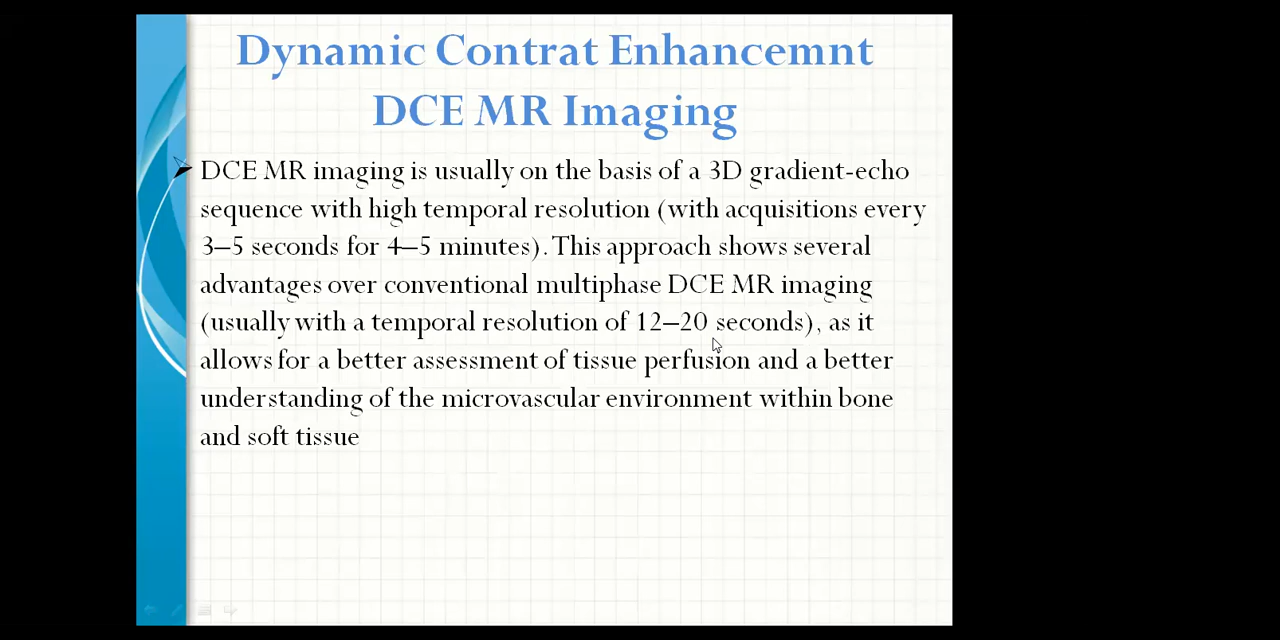 Dynamic Contrat Enhancemnt
DCE MR Imaging
DCE MR imaging is usually on the basis of a 3D gradient-echo
sequence with high temporal resolution (with acquisitions every
3–5 seconds for 4–5 minutes). This approach shows several
advantages over conventional multiphase DCE MR imaging
(usually with a temporal resolution of 12–20 seconds), as it
allows for a better assessment of tissue perfusion and a better
understanding of the microvascular environment within bone
and soft tissue